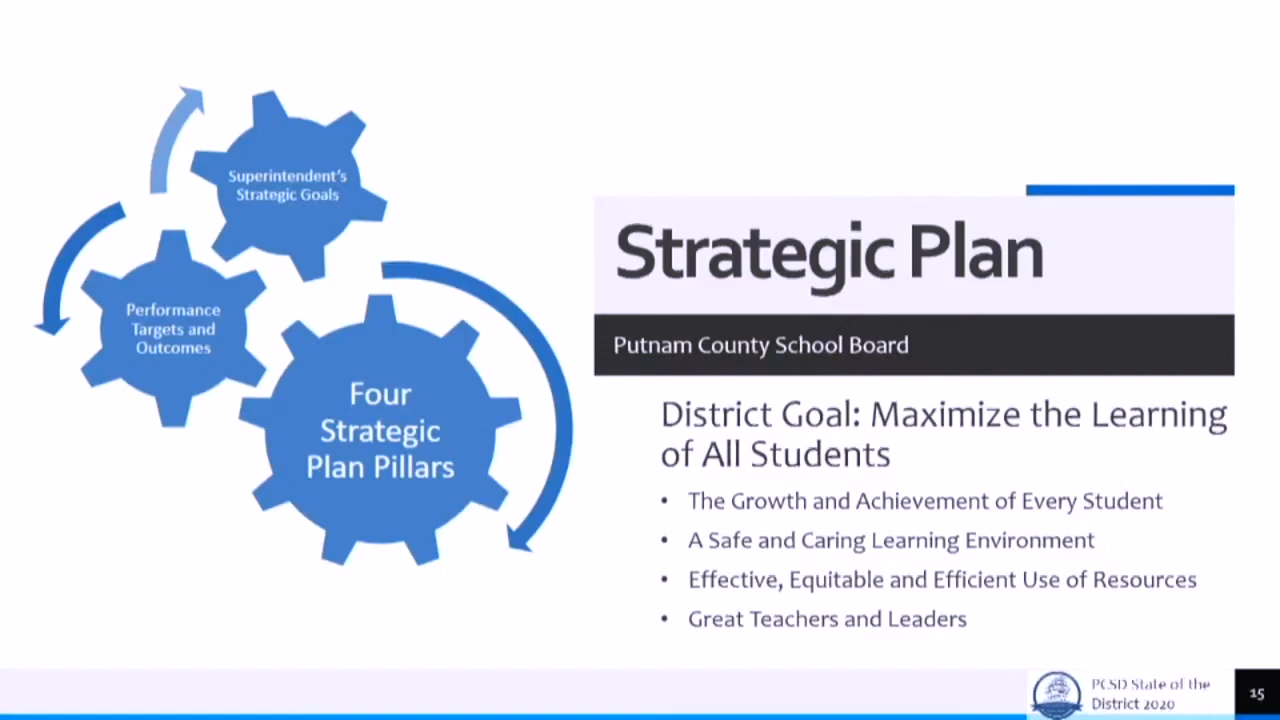 Superintendent's
Strategic Goals
Performance
Targets and
Outcomes
Four
Strategic
Plan Pillars
Strategic Plan
Putnam County School Board
District Goal: Maximize the Learning
of All Students
• The Growth and Achievement of Every Student
• A Safe and Caring Learning Environment
• Effective, Equitable and Efficient Use of Resources
• Great Teachers and Leaders
PCSD State of the
District 2020
15